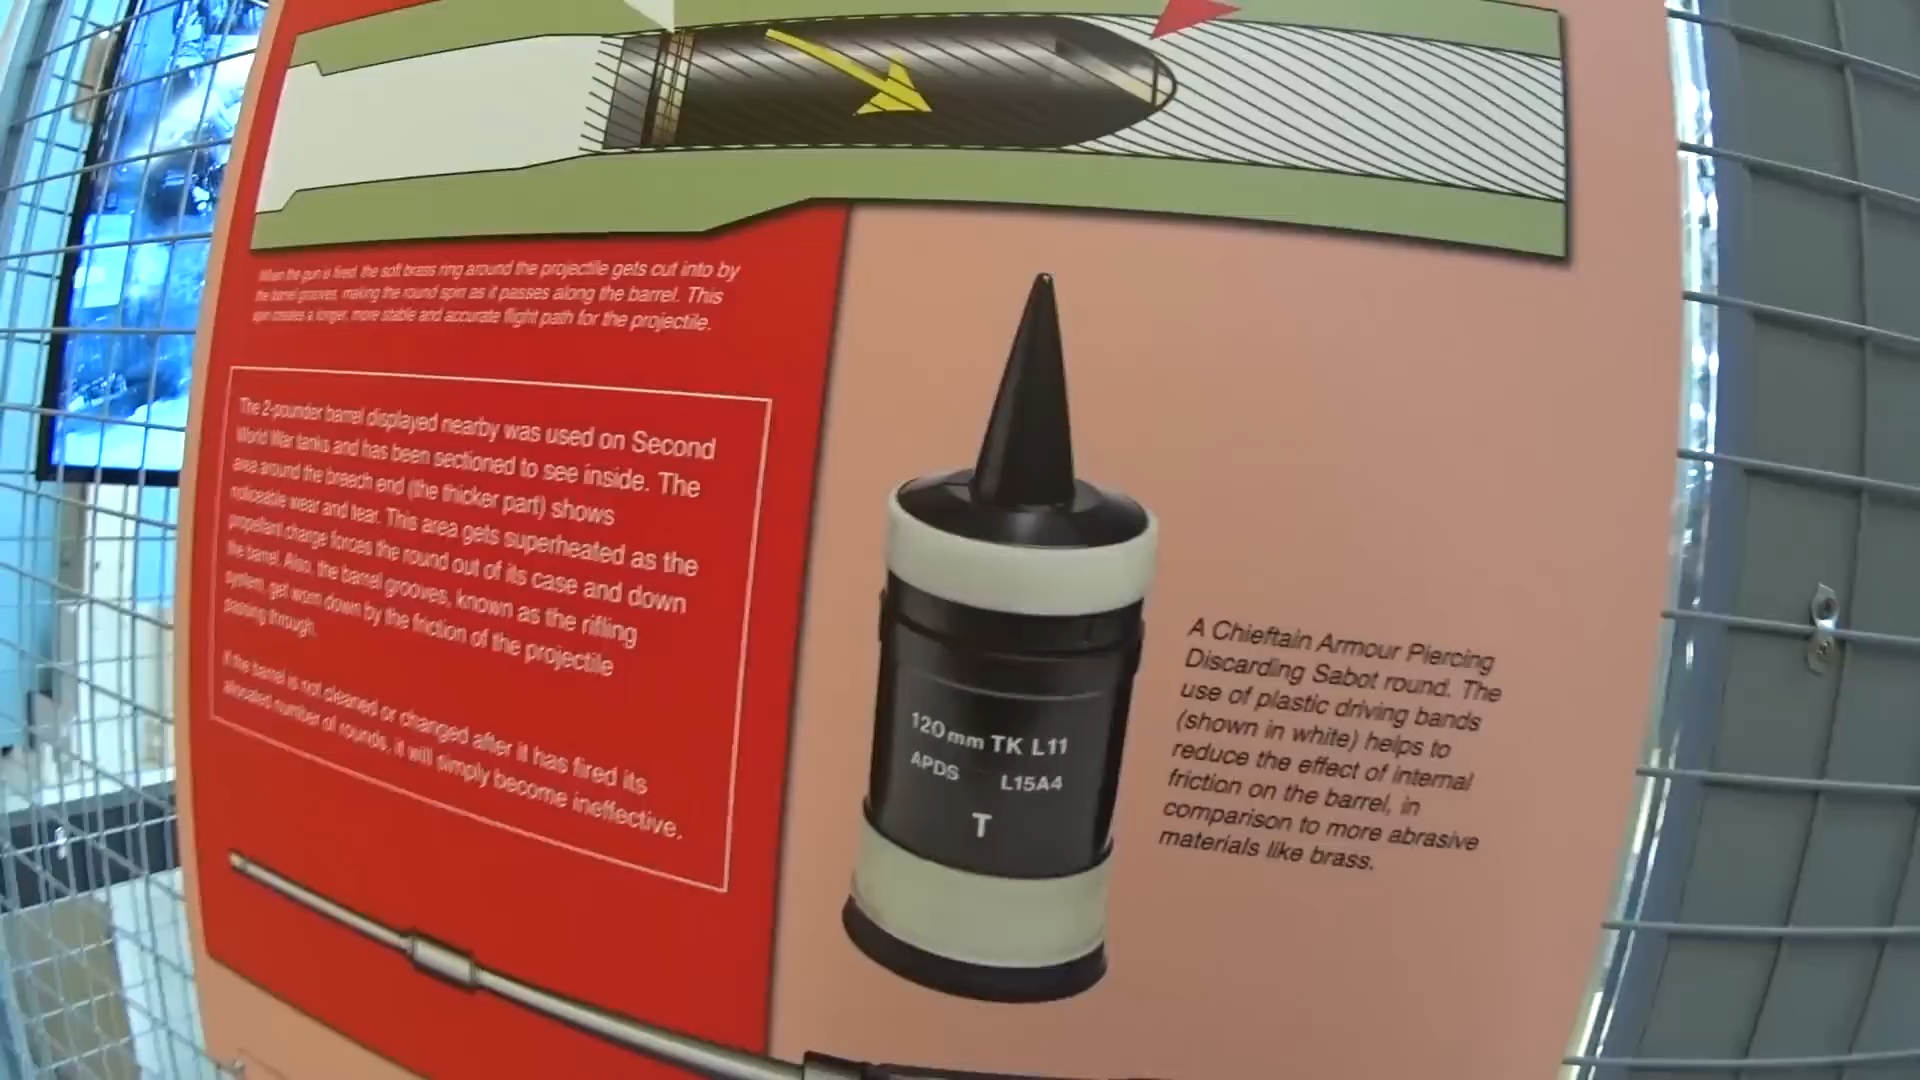 When the gun is fired, the soft brass ring around the projectile gets cut into by
the barrel grooves, making the round spin as it passes along the barrel. This
spin creates a longer, more stable and accurate flight path for the projectile.
The 2-pounder barrel displayed nearby was used on Second
World War tanks and has been sectioned to see inside. The
area around the breech end (the thicker part) shows
noticeable wear and tear. This area gets superheated as the
propellant charge forces the round out of its case and down
the barrel. Also, the barrel grooves, known as the rifling
system, get worn down by the friction of the projectile
passing through.
If the barrel is not cleaned or changed after it has fired its
allocated number of rounds, it will simply become ineffective.
120mm TK L11
APDS L15A4
T
A Chieftain Armour Piercing
Discarding Sabot round. The
use of plastic driving bands
(shown in white) helps to
reduce the effect of internal
friction on the barrel, in
comparison to more abrasive
materials like brass.